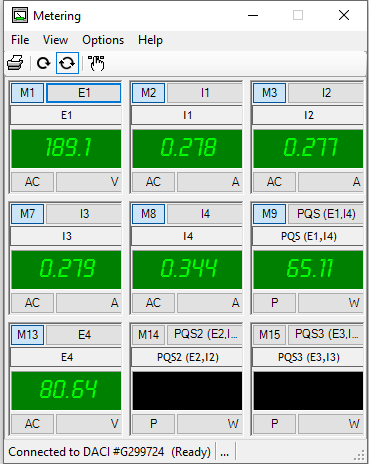 Metering
File View Options Help
M1 E1 M2 I1 M3 I2
E1 I1 I2
189.1 0.278 0.277
AC V AC A AC A
M7 I3 M8 I4 M9 PQS (E1,I4)
I3 I4 PQS (E1,I4)
0.279 0.344 65.11
AC A AC A P W
M13 E4 M14 PQS2 (E2,I... M15 PQS3 (E3,I...
E4 PQS2 (E2,I2) PQS3 (E3,I3)
80.64
AC V P W P W
Connected to DACI #G299724 (Ready) ...